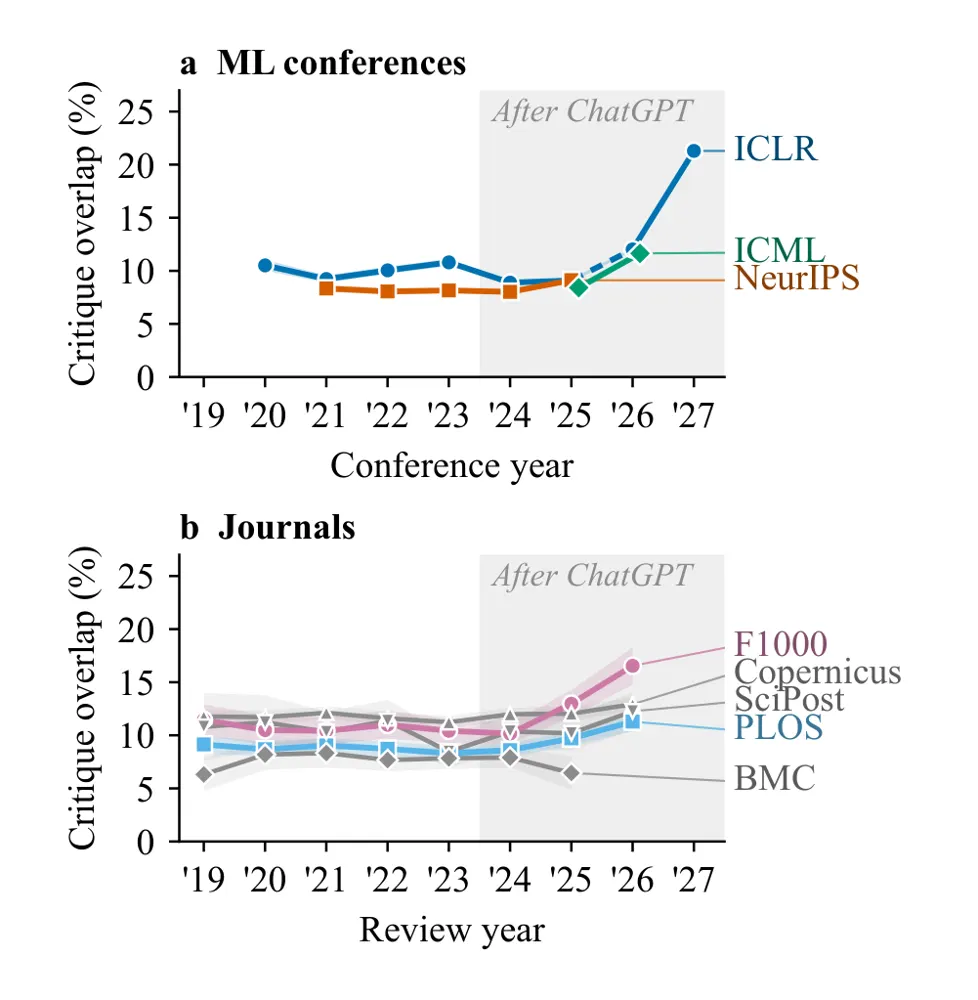 a ML conferences
Critique overlap (%)
25
20
15
10
5
0
After ChatGPT
ICLR
ICML
NeurIPS
'19 '20 '21 '22 '23 '24 '25 '26 '27
Conference year
b Journals
Critique overlap (%)
25
20
15
10
5
0
After ChatGPT
F1000
Copernicus
SciPost
PLOS
BMC
'19 '20 '21 '22 '23 '24 '25 '26 '27
Review year